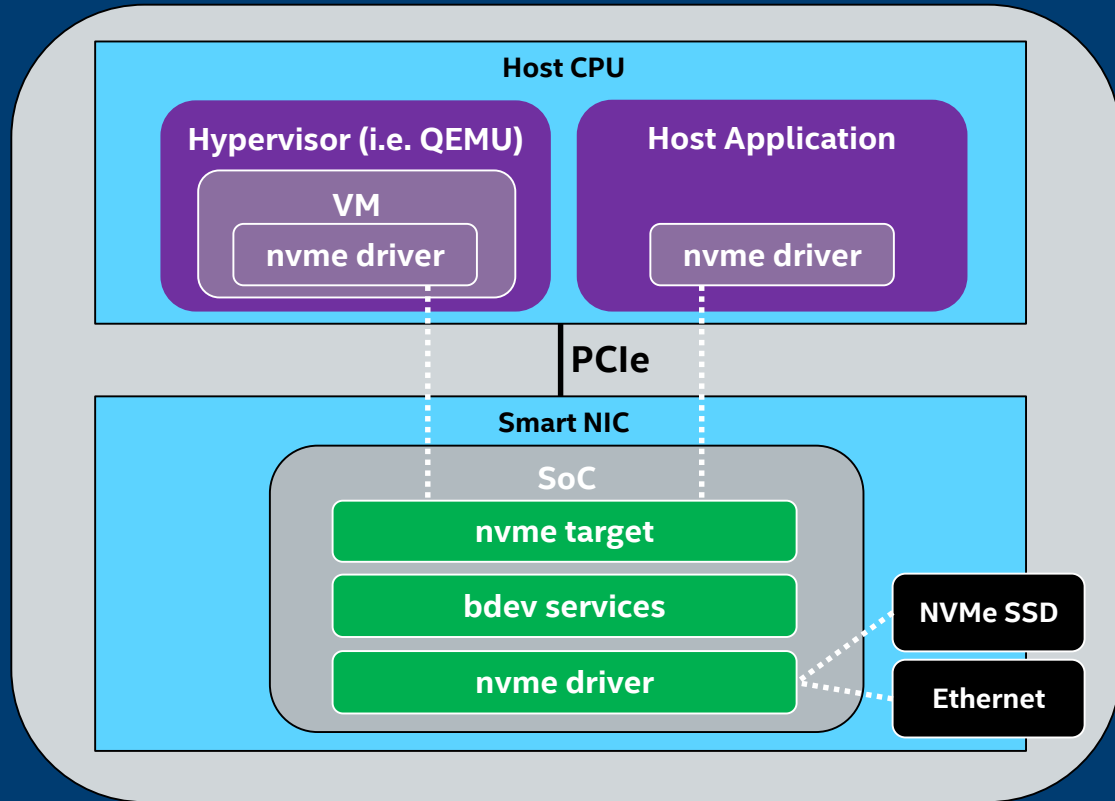 Host CPU
Hypervisor (i.e. QEMU)
VM
nvme driver
Host Application
nvme driver
PCIe
Smart NIC
SoC
nvme target
bdev services
nvme driver
NVMe SSD
Ethernet